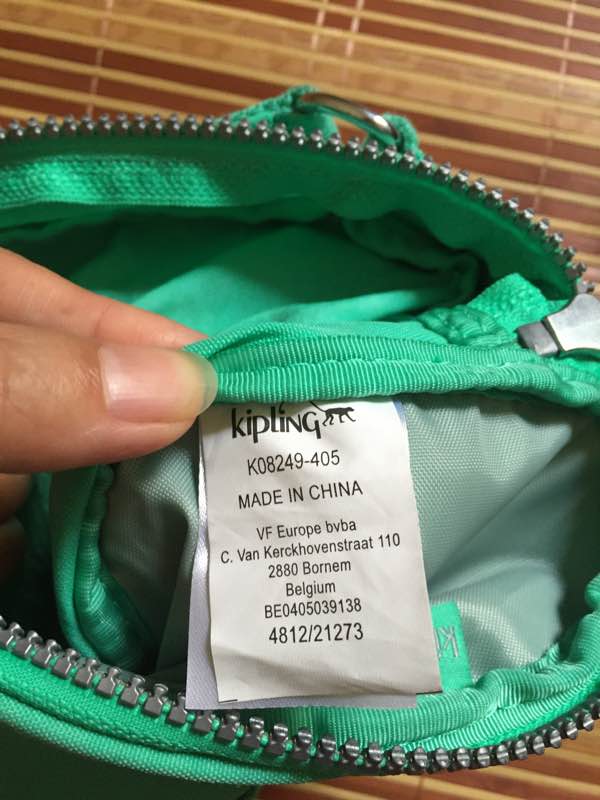 kipling
K08249-405
MADE IN CHINA
VF Europe bvba
C. Van Kerckhovenstraat 110
2880 Bornem
Belgium
BE0405039138
4812/21273
K